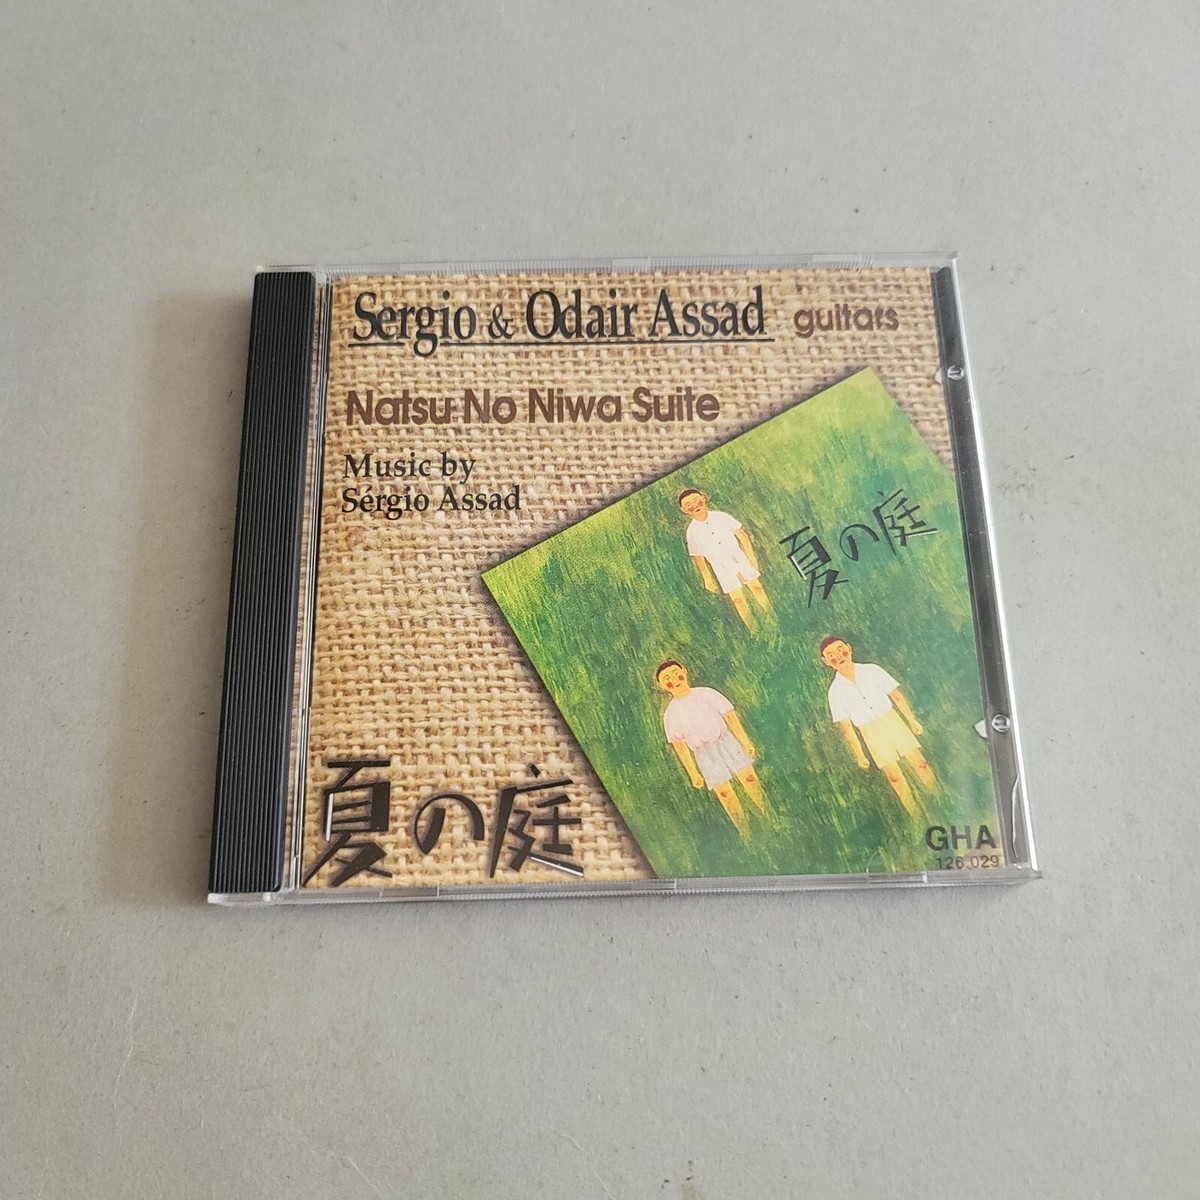 Sergio & Odair Assad guitars
Natsu No Niwa Suite
Music by
Sérgio Assad
夏の庭
夏の庭
GHA
126.029